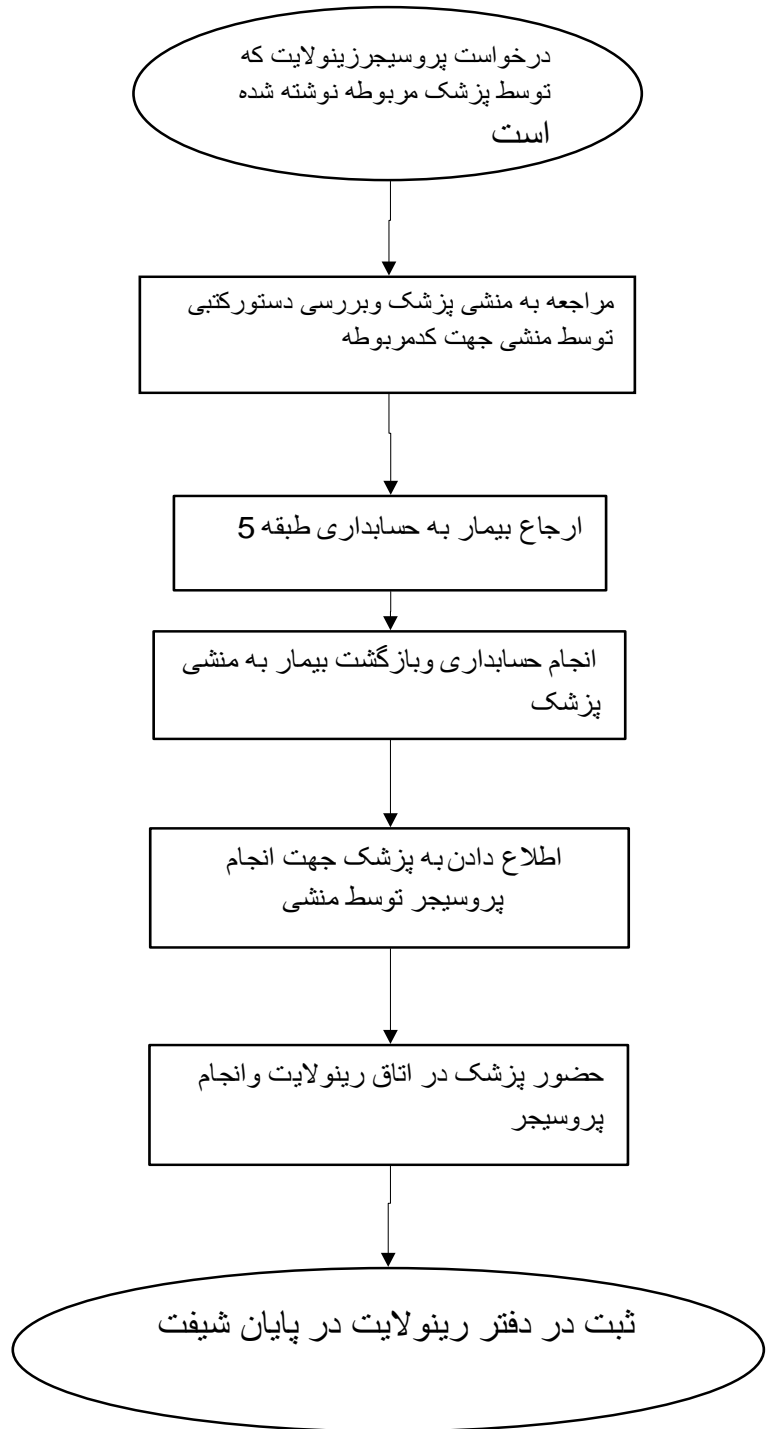 درخواست پروسیجرزینولایت که
توسط پزشک مربوطه نوشته شده
است
مراجعه به منشی پزشک وبررسی دستورکتبی
توسط منشی جهت کدمربوطه
ارجاع بیمار به حسابداری طبقه 5
انجام حسابداری وبازگشت بیمار به منشی
پزشک
اطلاع دادن به پزشک جهت انجام
پروسیجر توسط منشی
حضور پزشک در اتاق رینولایت وانجام
پروسیجر
ثبت در دفتر رینولایت در پایان شیفت